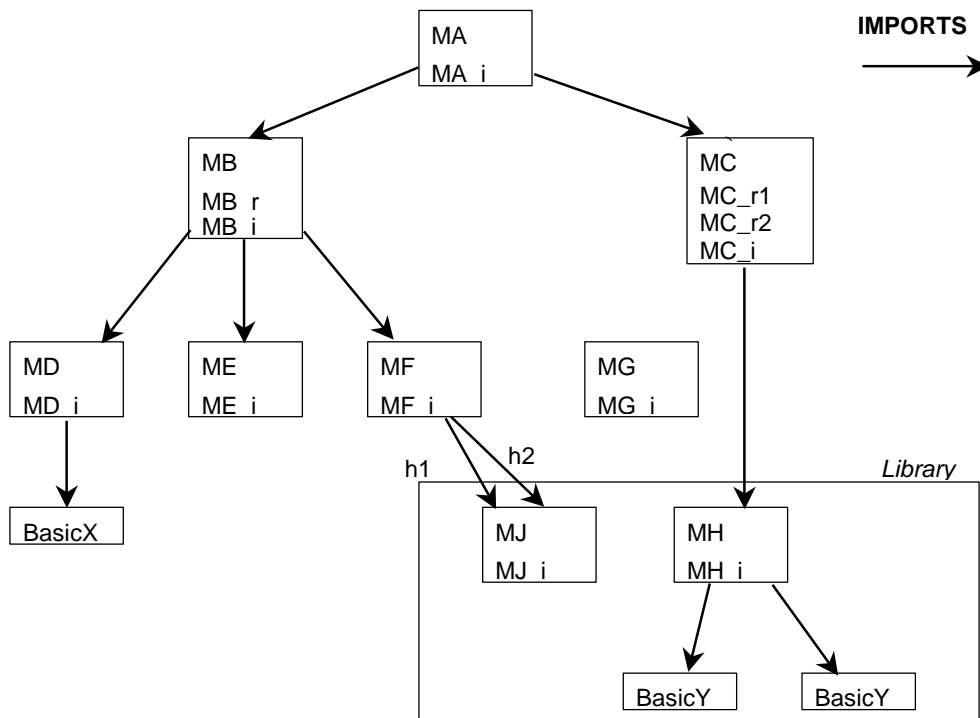 MA
IMPORTS
MA_i
MB
MB_r
MB_i
MC
MC_r1
MC_r2
MC_i
MD
MD_i
ME
ME_i
MF
MF_i
MG
MG_i
h1
h2
Library
BasicX
MJ
MJ_i
MH
MH_i
BasicY
BasicY